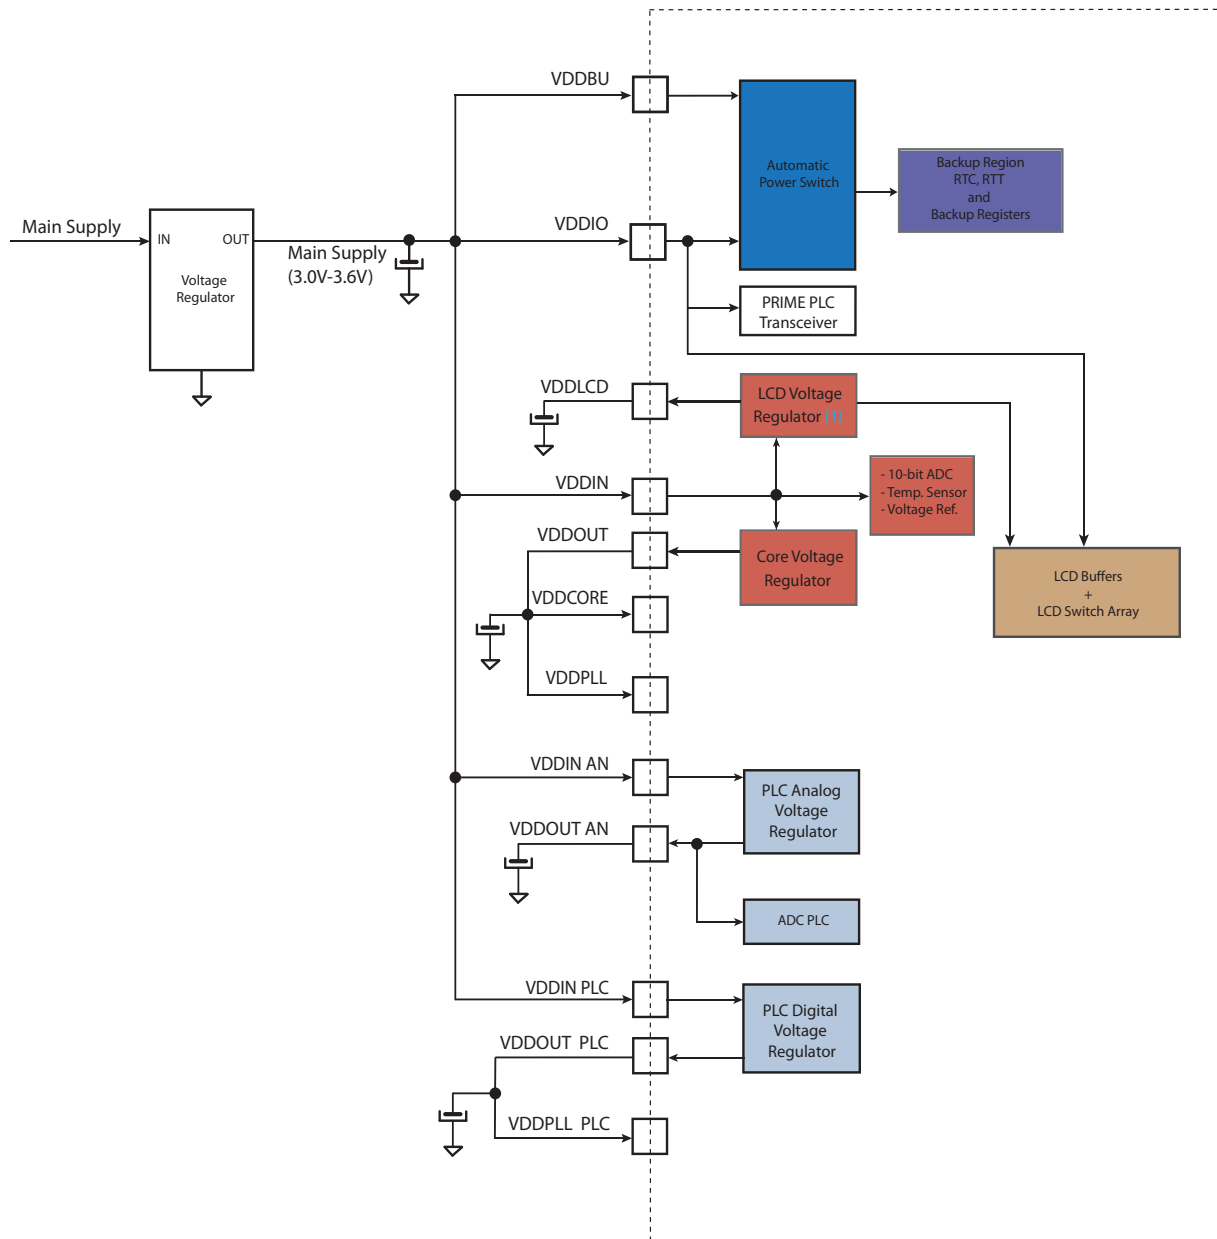 VDDBU
Automatic
Power Switch
Backup Region
RTC, RTT
and
Backup Registers
Main Supply
IN
OUT
Voltage
Regulator
Main Supply
(3.0V-3.6V)
VDDIO
PRIME PLC
Transceiver
VDDLCD
LCD Voltage
Regulator (1)
VDDIN
- 10-bit ADC
- Temp. Sensor
- Voltage Ref.
VDDOUT
Core Voltage
Regulator
VDDCORE
LCD Buffers
+
LCD Switch Array
VDDPLL
VDDIN AN
PLC Analog
Voltage
Regulator
VDDOUT AN
ADC PLC
VDDIN PLC
PLC Digital
Voltage
Regulator
VDDOUT PLC
VDDPLL PLC